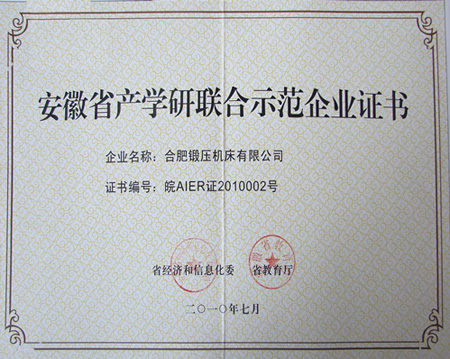 安徽省产学研联合示范企业证书
企业名称：合肥锻压机床有限公司
证书编号：皖AIER证2010002号
省经济和信息化委 省教育厅
二〇一〇年七月